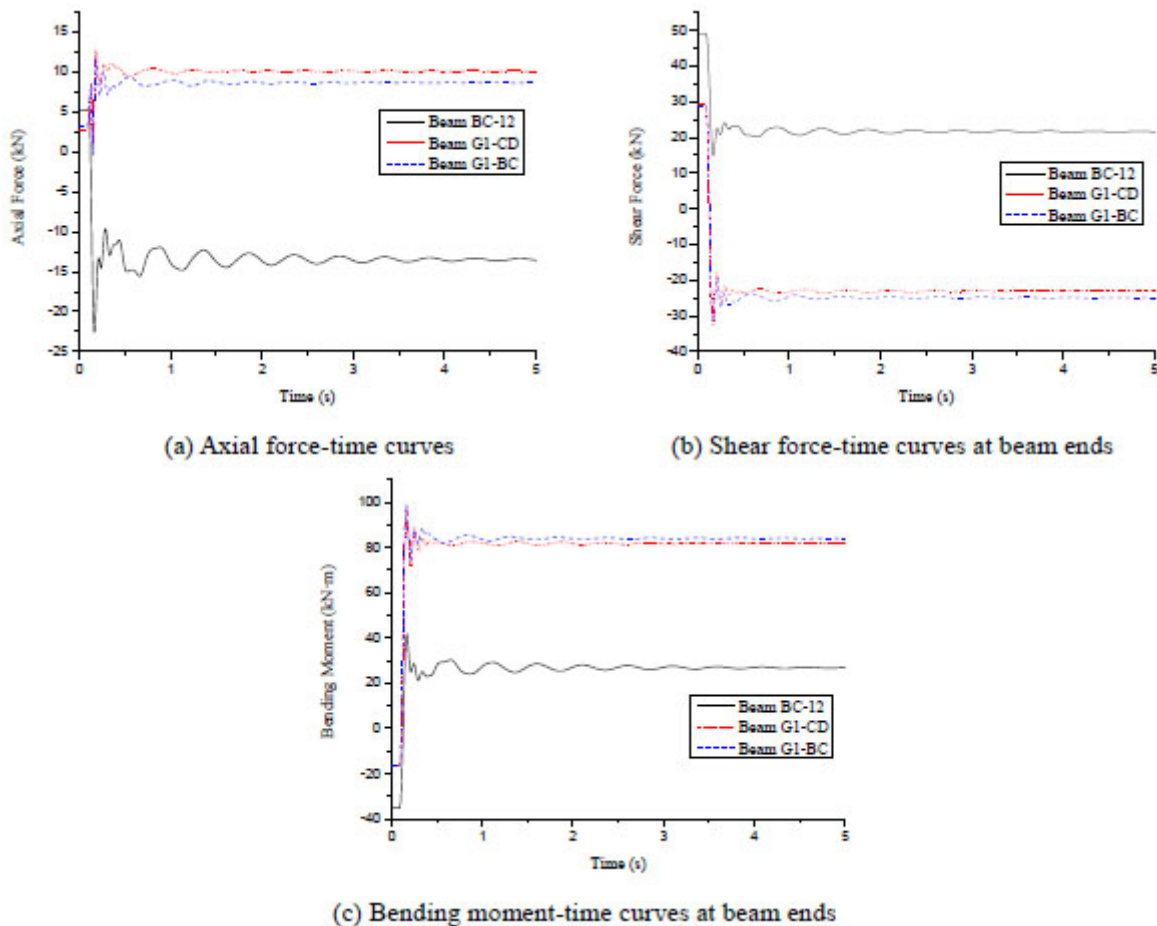 15
10
5
0
-5
-10
-15
-20
-25
0 1 2 3 4 5
Axial Force (kN)
Time (s)
Beam BC-12
Beam G1-CD
Beam G1-BC
(a) Axial force-time curves
50
40
30
20
10
0
-10
-20
-30
-40
0 1 2 3 4 5
Shear Force (kN)
Time (s)
Beam BC-12
Beam G1-CD
Beam G1-BC
(b) Shear force-time curves at beam ends
100
80
60
40
20
0
-20
-40
0 1 2 3 4 5
Bending Moment (kN·m)
Time (s)
Beam BC-12
Beam G1-CD
Beam G1-BC
(c) Bending moment-time curves at beam ends